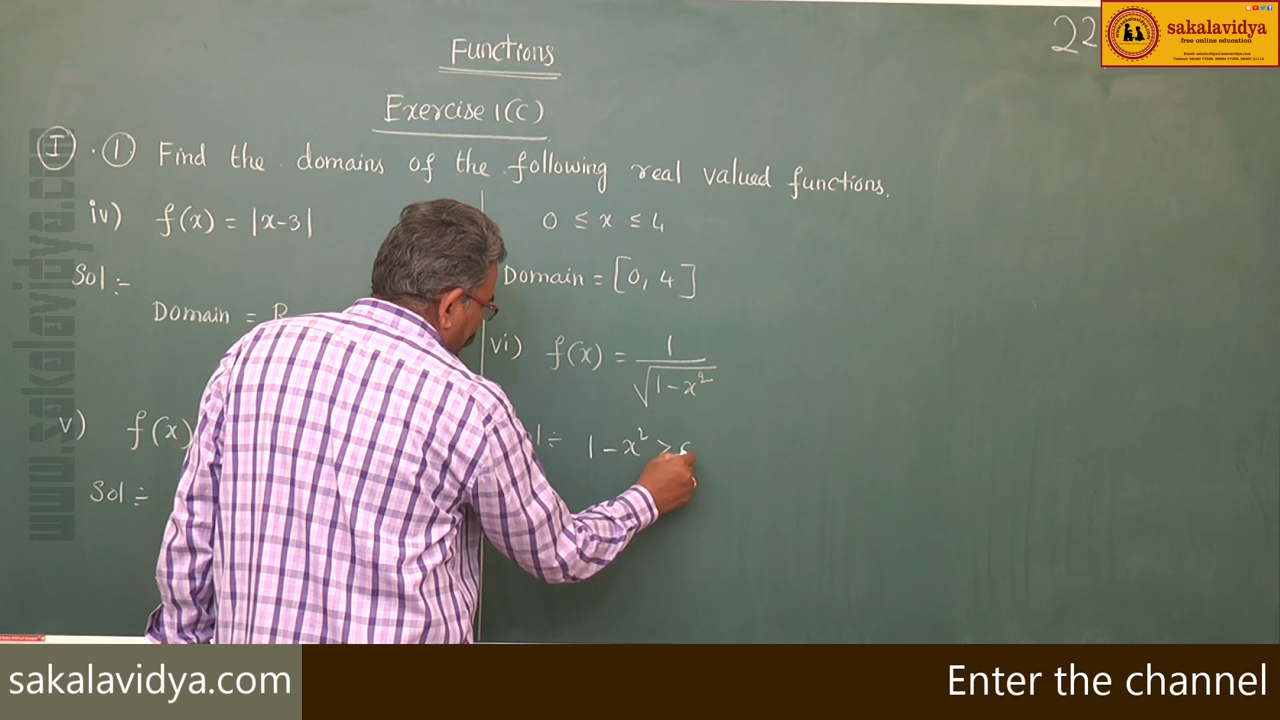 22
sakalavidya
free online education
Functions
Exercise 1(C)
I . 1 Find the domains of the following real valued functions.
iv) f(x) = |x-3|
Sol :-
Domain = R
v) f(x)
Sol :-
0 ≤ x ≤ 4
Domain = [0, 4]
vi) f(x) = 1/√(1-x²)
1-x² >
www.sakalavidya.com
sakalavidya.com
Enter the channel